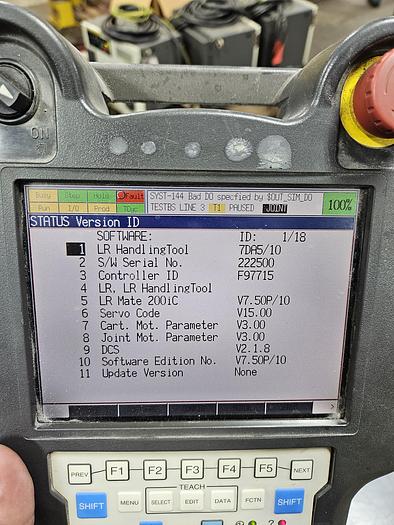 ON
Busy Step Hold Fault
Run I/O Prod TCyc
SYST-144 Bad DO specified by $OUT_SIM_DO
TESTBS LINE 3 T1 PAUSED JOINT
100%
STATUS Version ID
SOFTWARE: ID: 1/18
1 LR HandlingTool 7DA5/10
2 S/W Serial No. 222500
3 Controller ID F97715
4 LR, LR HandlingTool
5 LR Mate 200iC V7.50P/10
6 Servo Code V15.00
7 Cart. Mot. Parameter V3.00
8 Joint Mot. Parameter V3.00
9 DCS V2.1.8
10 Software Edition No. V7.50P/10
11 Update Version None
>
PREV F1 F2 F3 F4 F5 NEXT
TEACH
SHIFT MENU SELECT EDIT DATA FCTN SHIFT
?